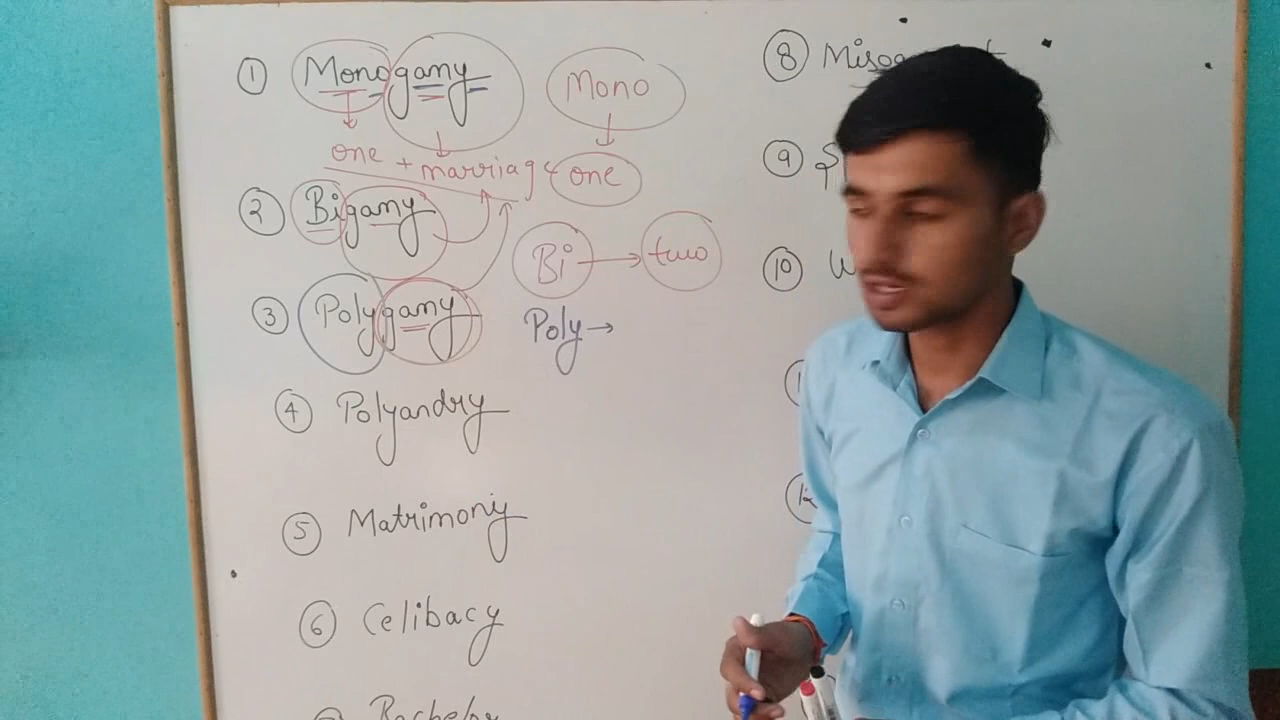 ① Monogamy
Mono
one + marriage
one
② Bigamy
Bi → two
③ Polygamy
Poly →
④ Polyandry
⑤ Matrimony
⑥ Celibacy
Bachelor
⑧
⑨
⑩